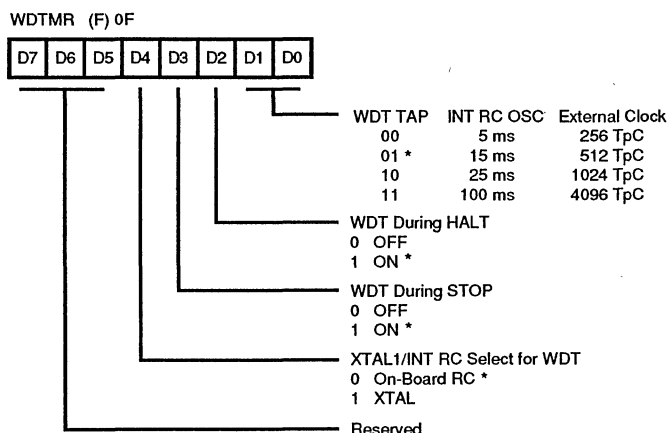 WDTMR (F) 0F
D7 D6 D5 D4 D3 D2 D1 D0
WDT TAP INT RC OSC External Clock
00 5 ms 256 TpC
01 * 15 ms 512 TpC
10 25 ms 1024 TpC
11 100 ms 4096 TpC
WDT During HALT
0 OFF
1 ON *
WDT During STOP
0 OFF
1 ON *
XTAL1/INT RC Select for WDT
0 On-Board RC *
1 XTAL
Reserved